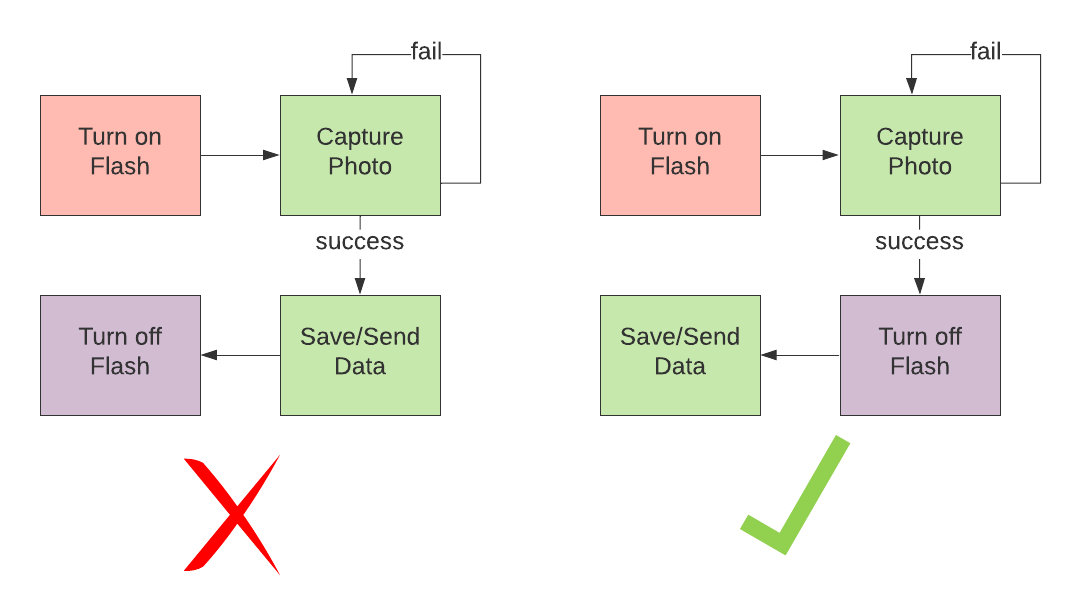 fail
Turn on
Flash
Capture
Photo
success
Turn off
Flash
Save/Send
Data
fail
Turn on
Flash
Capture
Photo
success
Save/Send
Data
Turn off
Flash